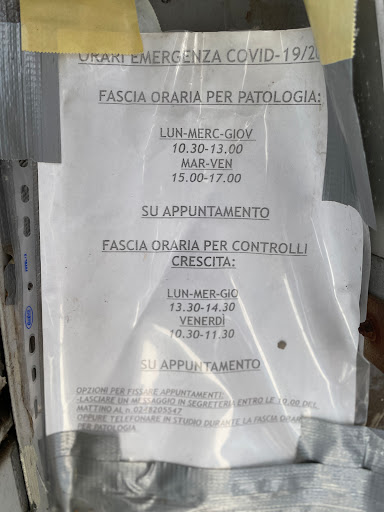 ORARI EMERGENZA COVID-19/20
FASCIA ORARIA PER PATOLOGIA:
LUN-MERC-GIOV
10.30-13.00
MAR-VEN
15.00-17.00
SU APPUNTAMENTO
FASCIA ORARIA PER CONTROLLI
CRESCITA:
LUN-MER-GIO
13.30-14.30
VENERDÌ
10.30-11.30
SU APPUNTAMENTO
OPZIONI PER FISSARE APPUNTAMENTI:
-LASCIARE UN MESSAGGIO IN SEGRETERIA ENTRO LE 10.00 DEL
MATTINO AL n.03-18205547
OPPURE TELEFONARE IN STUDIO DURANTE LA FASCIA ORAR
PER PATOLOGIA.